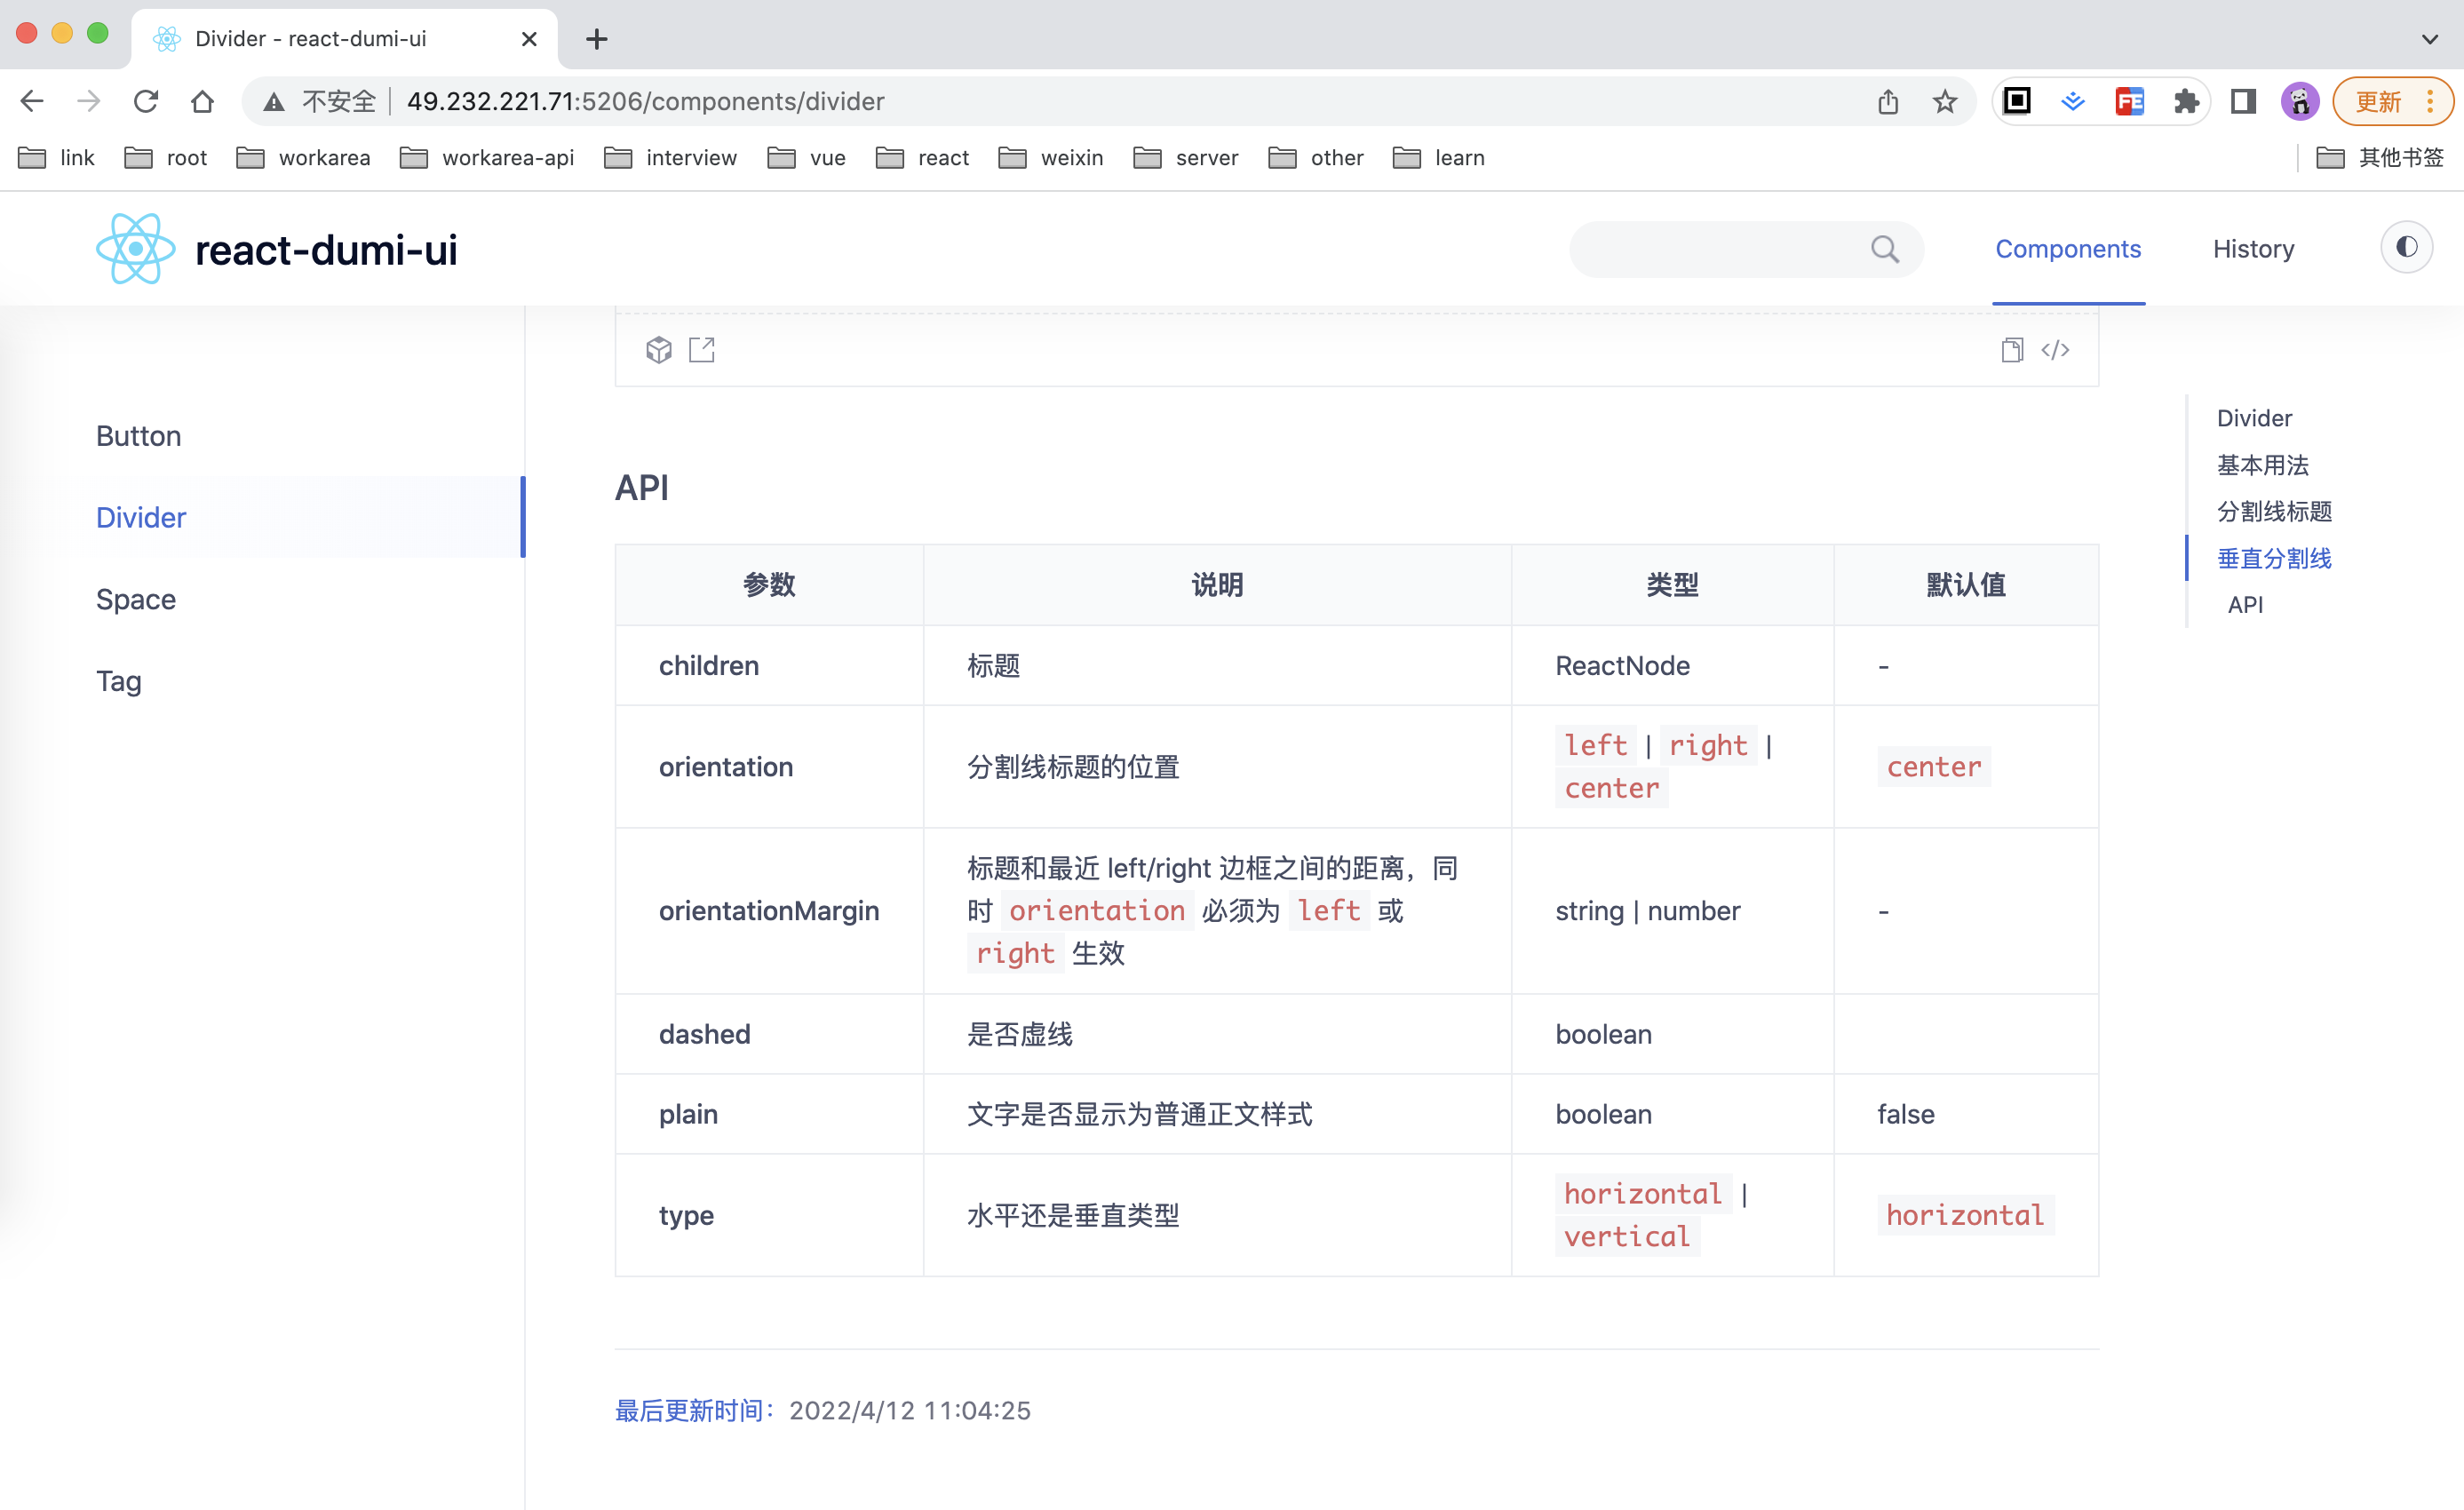 Divider - react-dumi-ui
不安全 49.232.221.71:5206/components/divider
更新
link root workarea workarea-api interview vue react weixin server other learn 其他书签
react-dumi-ui
Components History
Button
Divider
Space
Tag
API
参数 说明 类型 默认值
children 标题 ReactNode -
orientation 分割线标题的位置 left | right |
center
center
orientationMargin
标题和最近 left/right 边框之间的距离，同
时 orientation 必须为 left 或
right 生效
string | number -
dashed 是否虚线 boolean
plain 文字是否显示为普通正文样式 boolean false
type 水平还是垂直类型 horizontal |
vertical
horizontal
最后更新时间： 2022/4/12 11:04:25
Divider
基本用法
分割线标题
垂直分割线
API